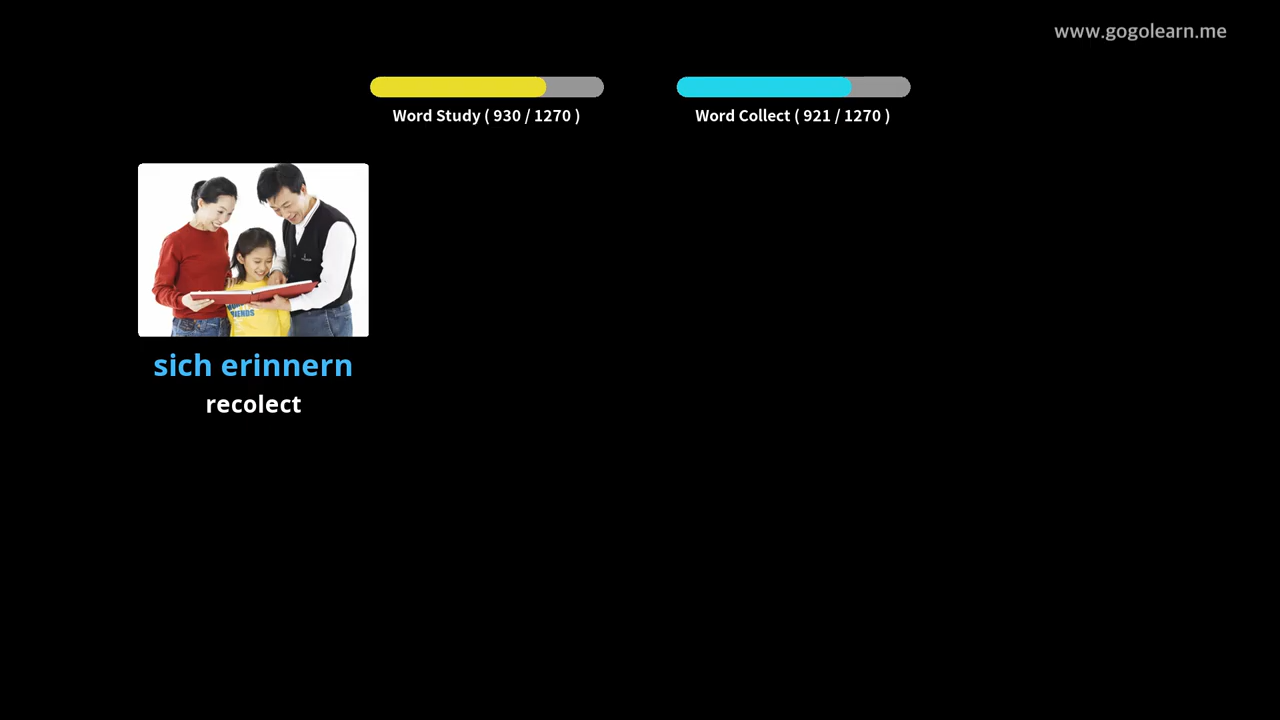 www.gogolearn.me
Word Study ( 930 / 1270 )
Word Collect ( 921 / 1270 )
sich erinnern
recolect